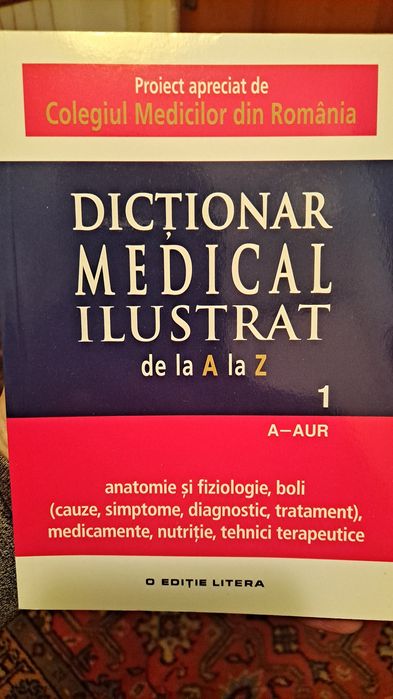 Proiect apreciat de
Colegiul Medicilor din România
DICȚIONAR
MEDICAL
ILUSTRAT
de la A la Z
1
A–AUR
anatomie și fiziologie, boli
(cauze, simptome, diagnostic, tratament),
medicamente, nutriție, tehnici terapeutice
O EDIȚIE LITERA